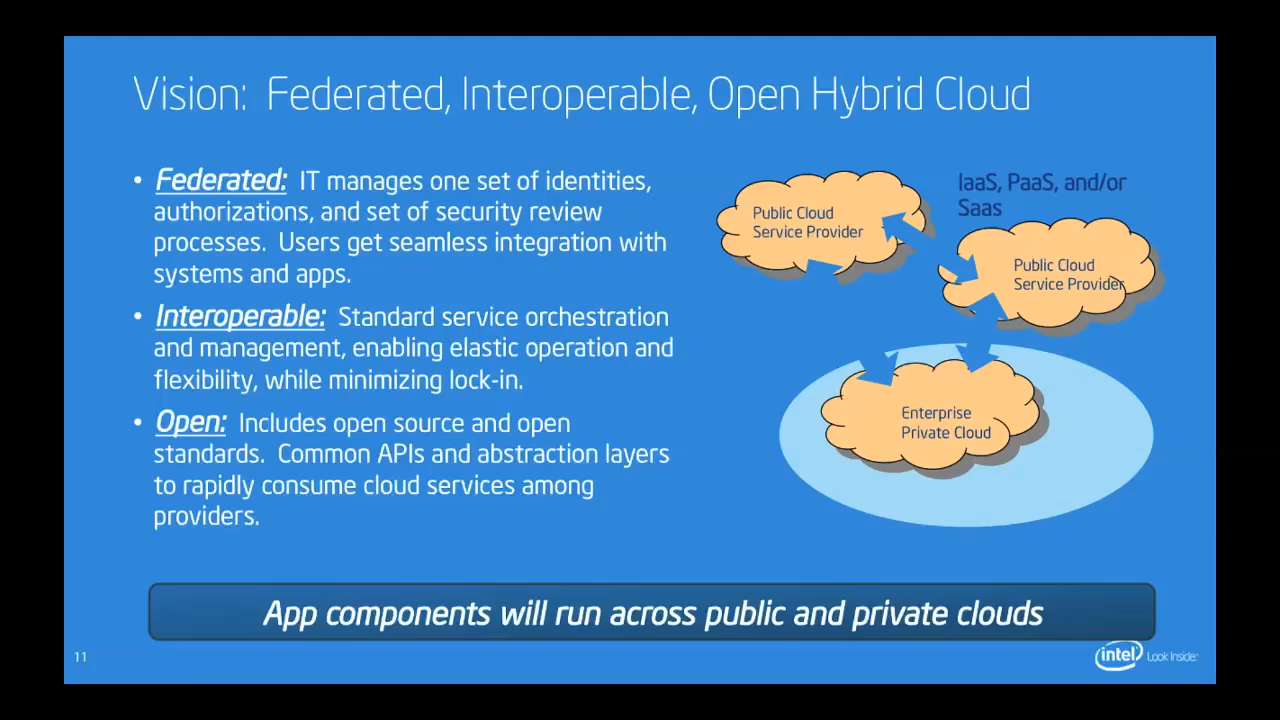 Vision: Federated, Interoperable, Open Hybrid Cloud
• Federated: IT manages one set of identities,
authorizations, and set of security review
processes. Users get seamless integration with
systems and apps.
• Interoperable: Standard service orchestration
and management, enabling elastic operation and
flexibility, while minimizing lock-in.
• Open: Includes open source and open
standards. Common APIs and abstraction layers
to rapidly consume cloud services among
providers.
IaaS, PaaS, and/or
Saas
Public Cloud
Service Provider
Public Cloud
Service Provider
Enterprise
Private Cloud
App components will run across public and private clouds
11
intel Look Inside.